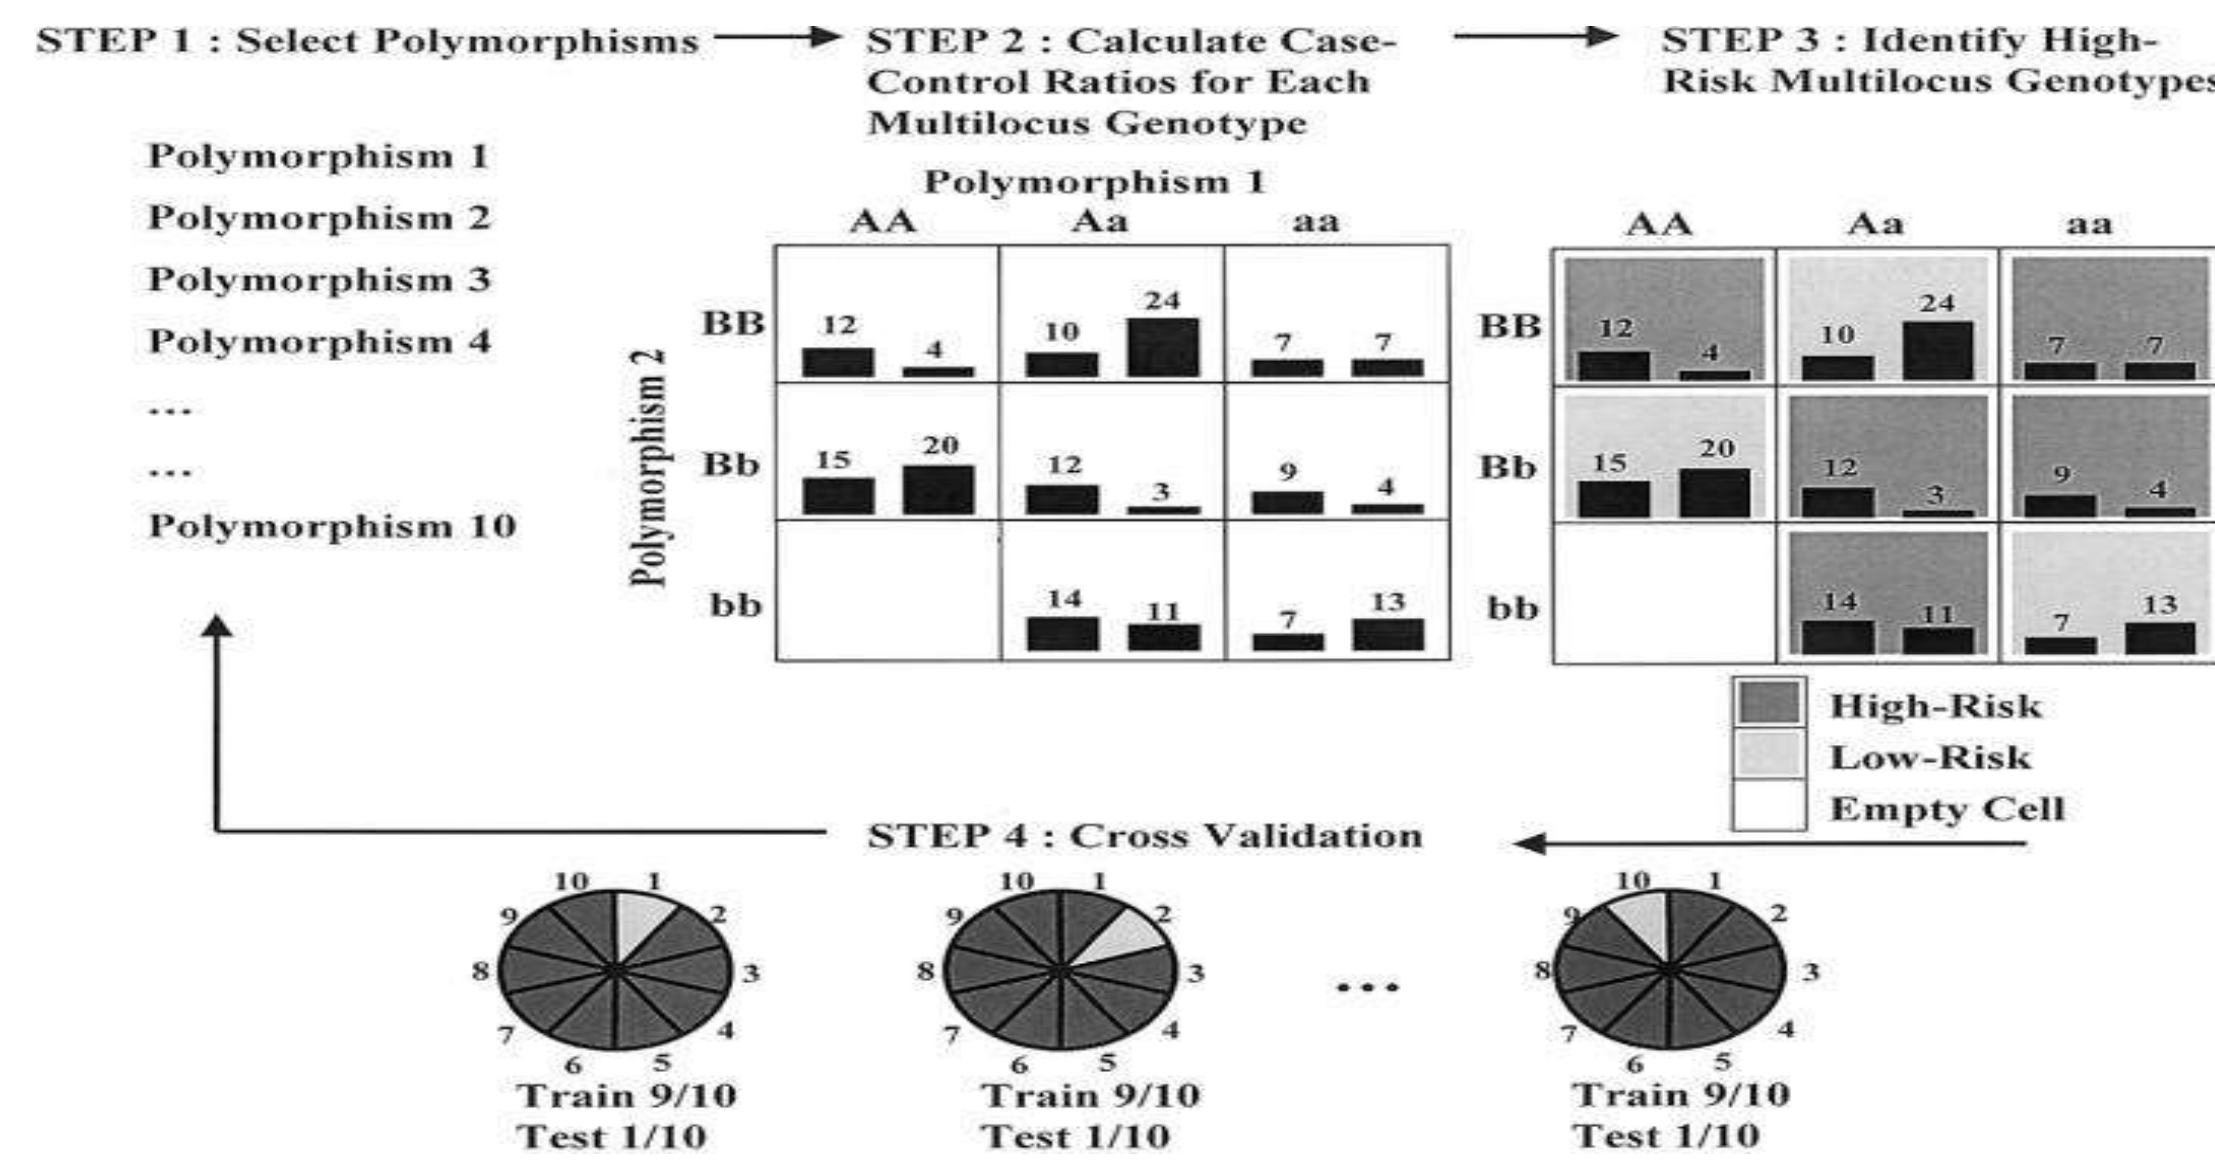 STEP 1 : Select Polymorphisms
Polymorphism 1
Polymorphism 2
Polymorphism 3
Polymorphism 4
...
...
Polymorphism 10
STEP 2 : Calculate Case-
Control Ratios for Each
Multilocus Genotype
Polymorphism 1
AA Aa aa
Polymorphism 2
BB 12 4 10 24 7 7
Bb 15 20 12 3 9 4
bb 14 11 7 13
STEP 3 : Identify High-
Risk Multilocus Genotypes
AA Aa aa
BB 12 4 10 24 7 7
Bb 15 20 12 3 9 4
bb 14 11 7 13
High-Risk
Low-Risk
Empty Cell
STEP 4 : Cross Validation
10 1
9 2
8 3
7 4
6 5
Train 9/10
Test 1/10
10 1
9 2
8 3
7 4
6 5
Train 9/10
Test 1/10
...
10 1
9 2
8 3
7 4
6 5
Train 9/10
Test 1/10